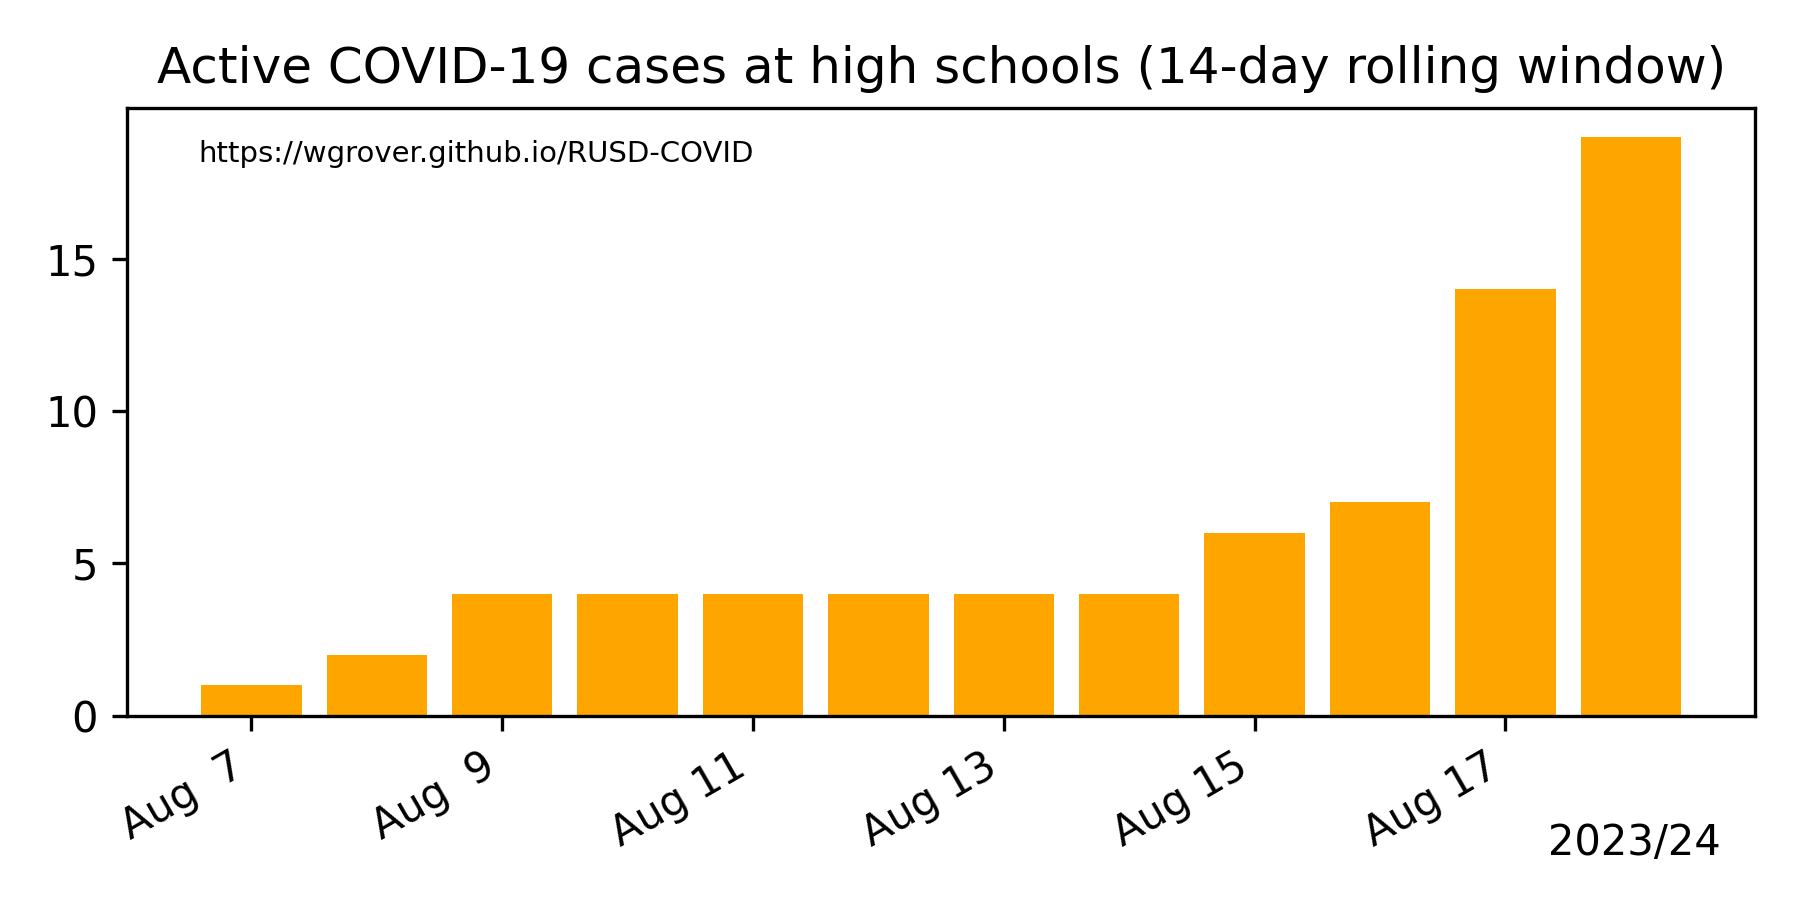 Active COVID-19 cases at high schools (14-day rolling window)
https://wgrover.github.io/RUSD-COVID
15
10
5
0
Aug 7
Aug 9
Aug 11
Aug 13
Aug 15
Aug 17
2023/24